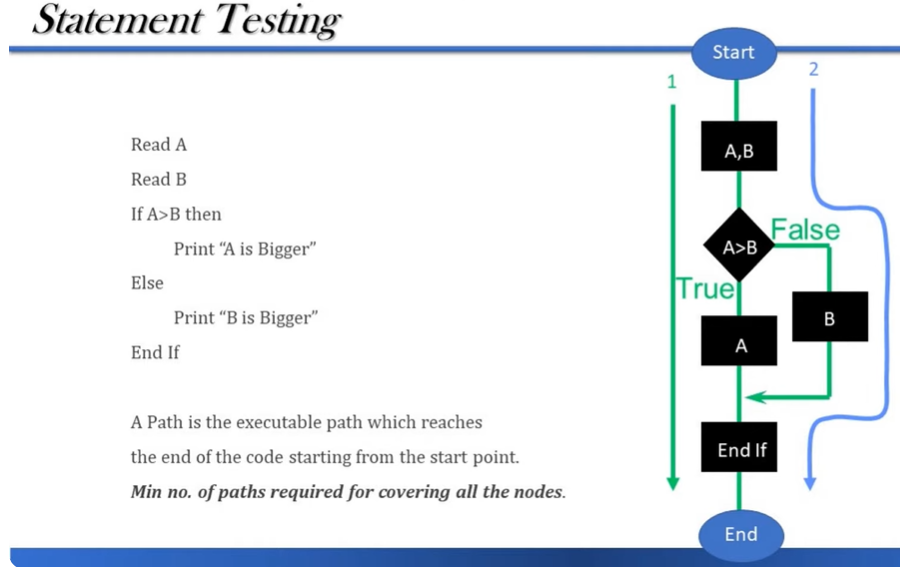 Statement Testing
Read A
Read B
If A>B then
Print “A is Bigger”
Else
Print “B is Bigger”
End If
A Path is the executable path which reaches
the end of the code starting from the start point.
Min no. of paths required for covering all the nodes.
Start
1
2
A,B
A>B
False
True
B
A
End If
End